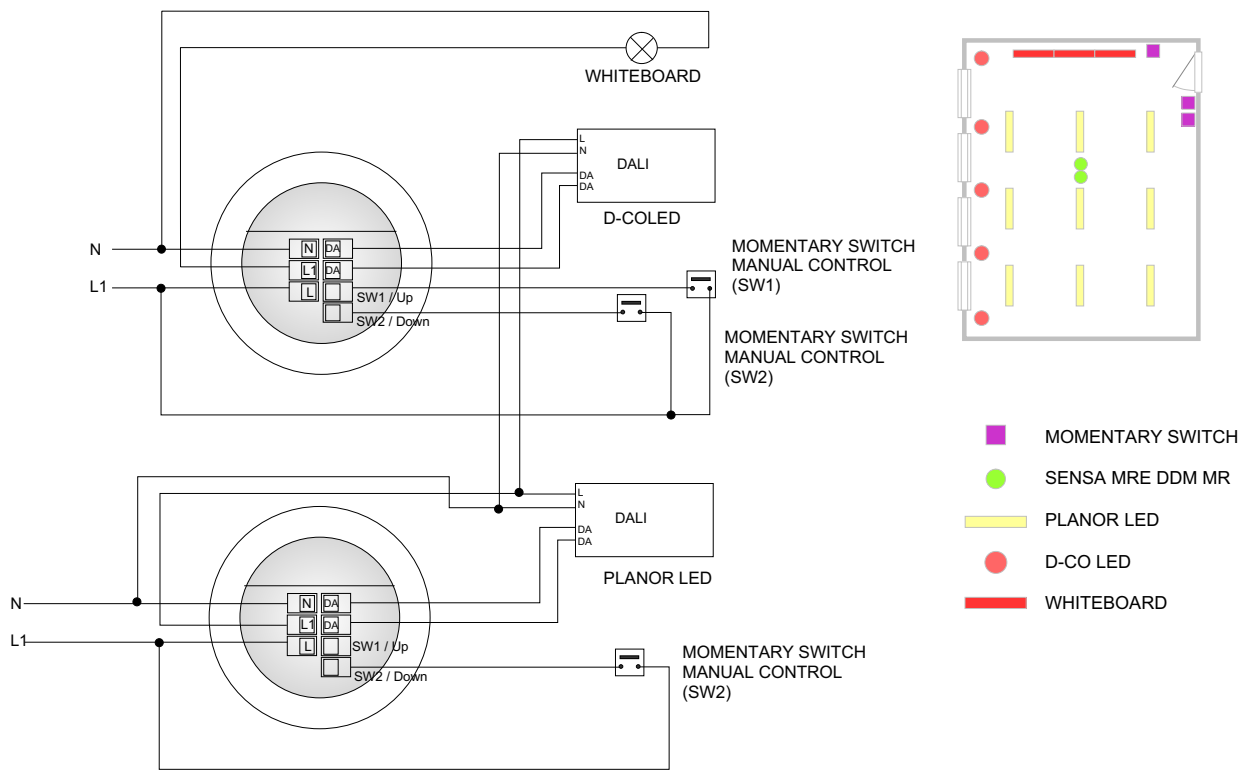 WHITEBOARD
L
N
DALI
DA
DA
D-COLED
N
N DA
L1 DA
L1
L
SW1 / Up
SW2 / Down
MOMENTARY SWITCH
MANUAL CONTROL
(SW1)
MOMENTARY SWITCH
MANUAL CONTROL
(SW2)
L
N
DALI
DA
DA
PLANOR LED
N
N DA
L1 DA
L1
L
SW1 / Up
SW2 / Down
MOMENTARY SWITCH
MANUAL CONTROL
(SW2)
MOMENTARY SWITCH
SENSA MRE DDM MR
PLANOR LED
D-CO LED
WHITEBOARD